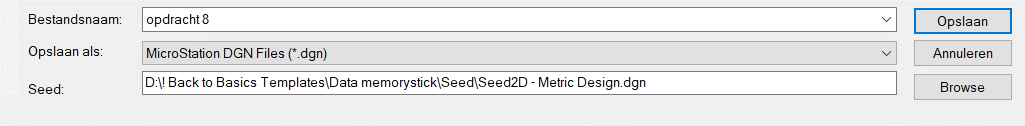 Bestandsnaam: opdracht 8 Opslaan
Opslaan als: MicroStation DGN Files (*.dgn) Annuleren
Seed: D:\! Back to Basics Templates\Data memorystick\Seed\Seed2D - Metric Design.dgn Browse